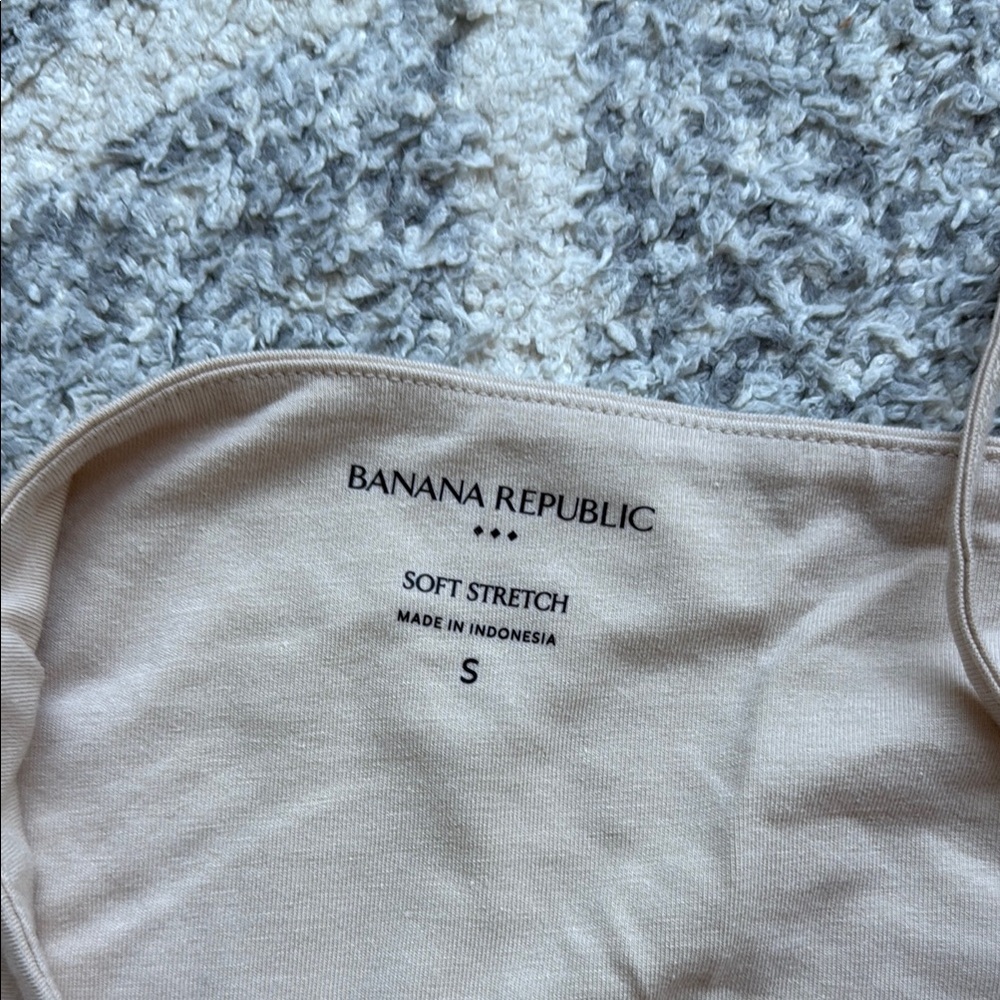 BANANA REPUBLIC
◆◆◆
SOFT STRETCH
MADE IN INDONESIA
S